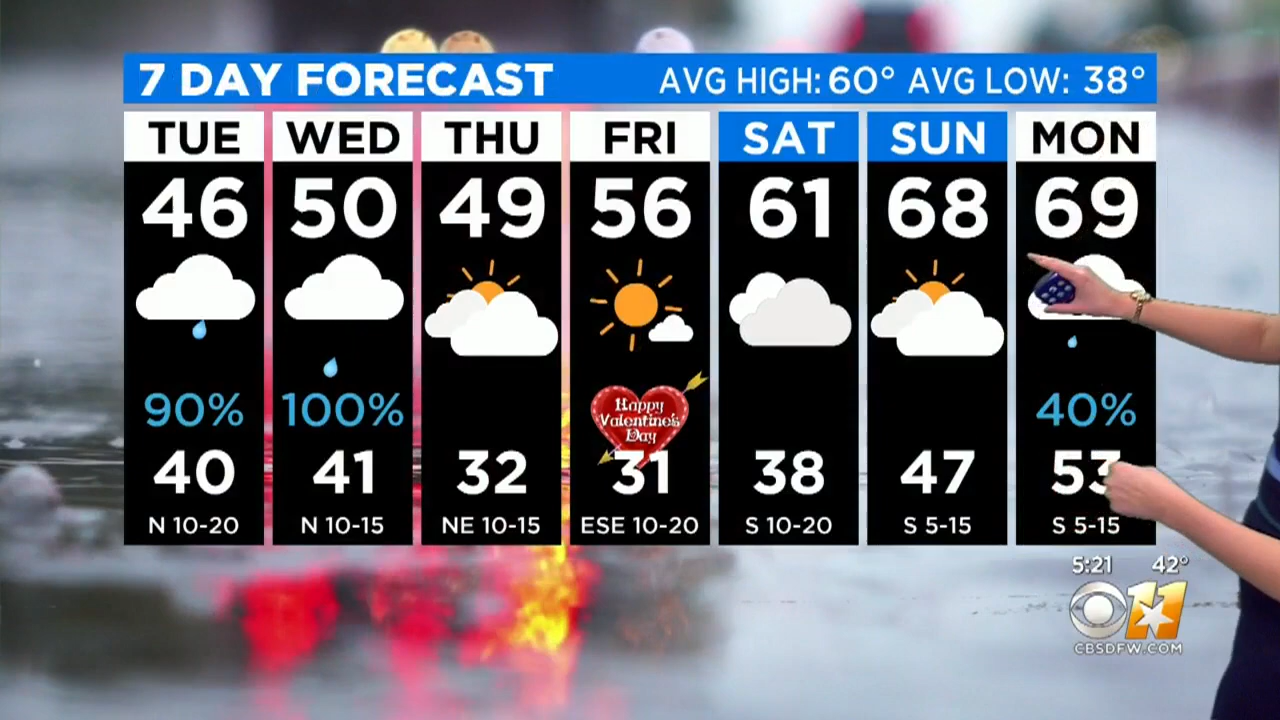 7 DAY FORECAST AVG HIGH: 60° AVG LOW: 38°
TUE WED THU FRI SAT SUN MON
46 50 49 56 61 68 69
Happy
Valentine's
Day
90% 100% 40%
40 41 32 31 38 47 53
N 10-20 N 10-15 NE 10-15 ESE 10-20 S 10-20 S 5-15 S 5-15
5:21 42°
11
CBSDFW.COM